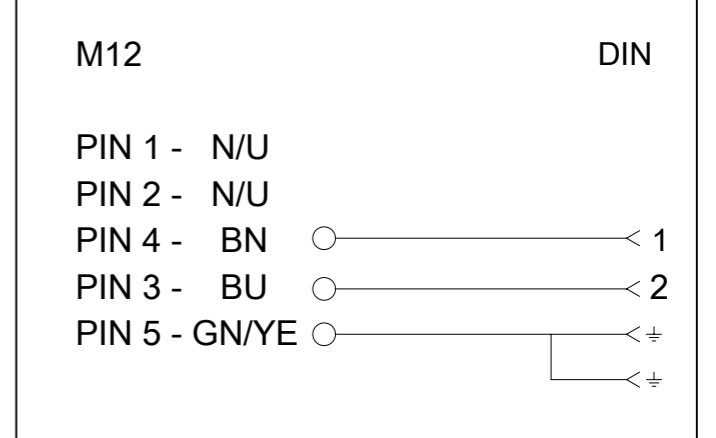 M12 DIN
PIN 1 - N/U
PIN 2 - N/U
PIN 4 - BN 1
PIN 3 - BU 2
PIN 5 - GN/YE